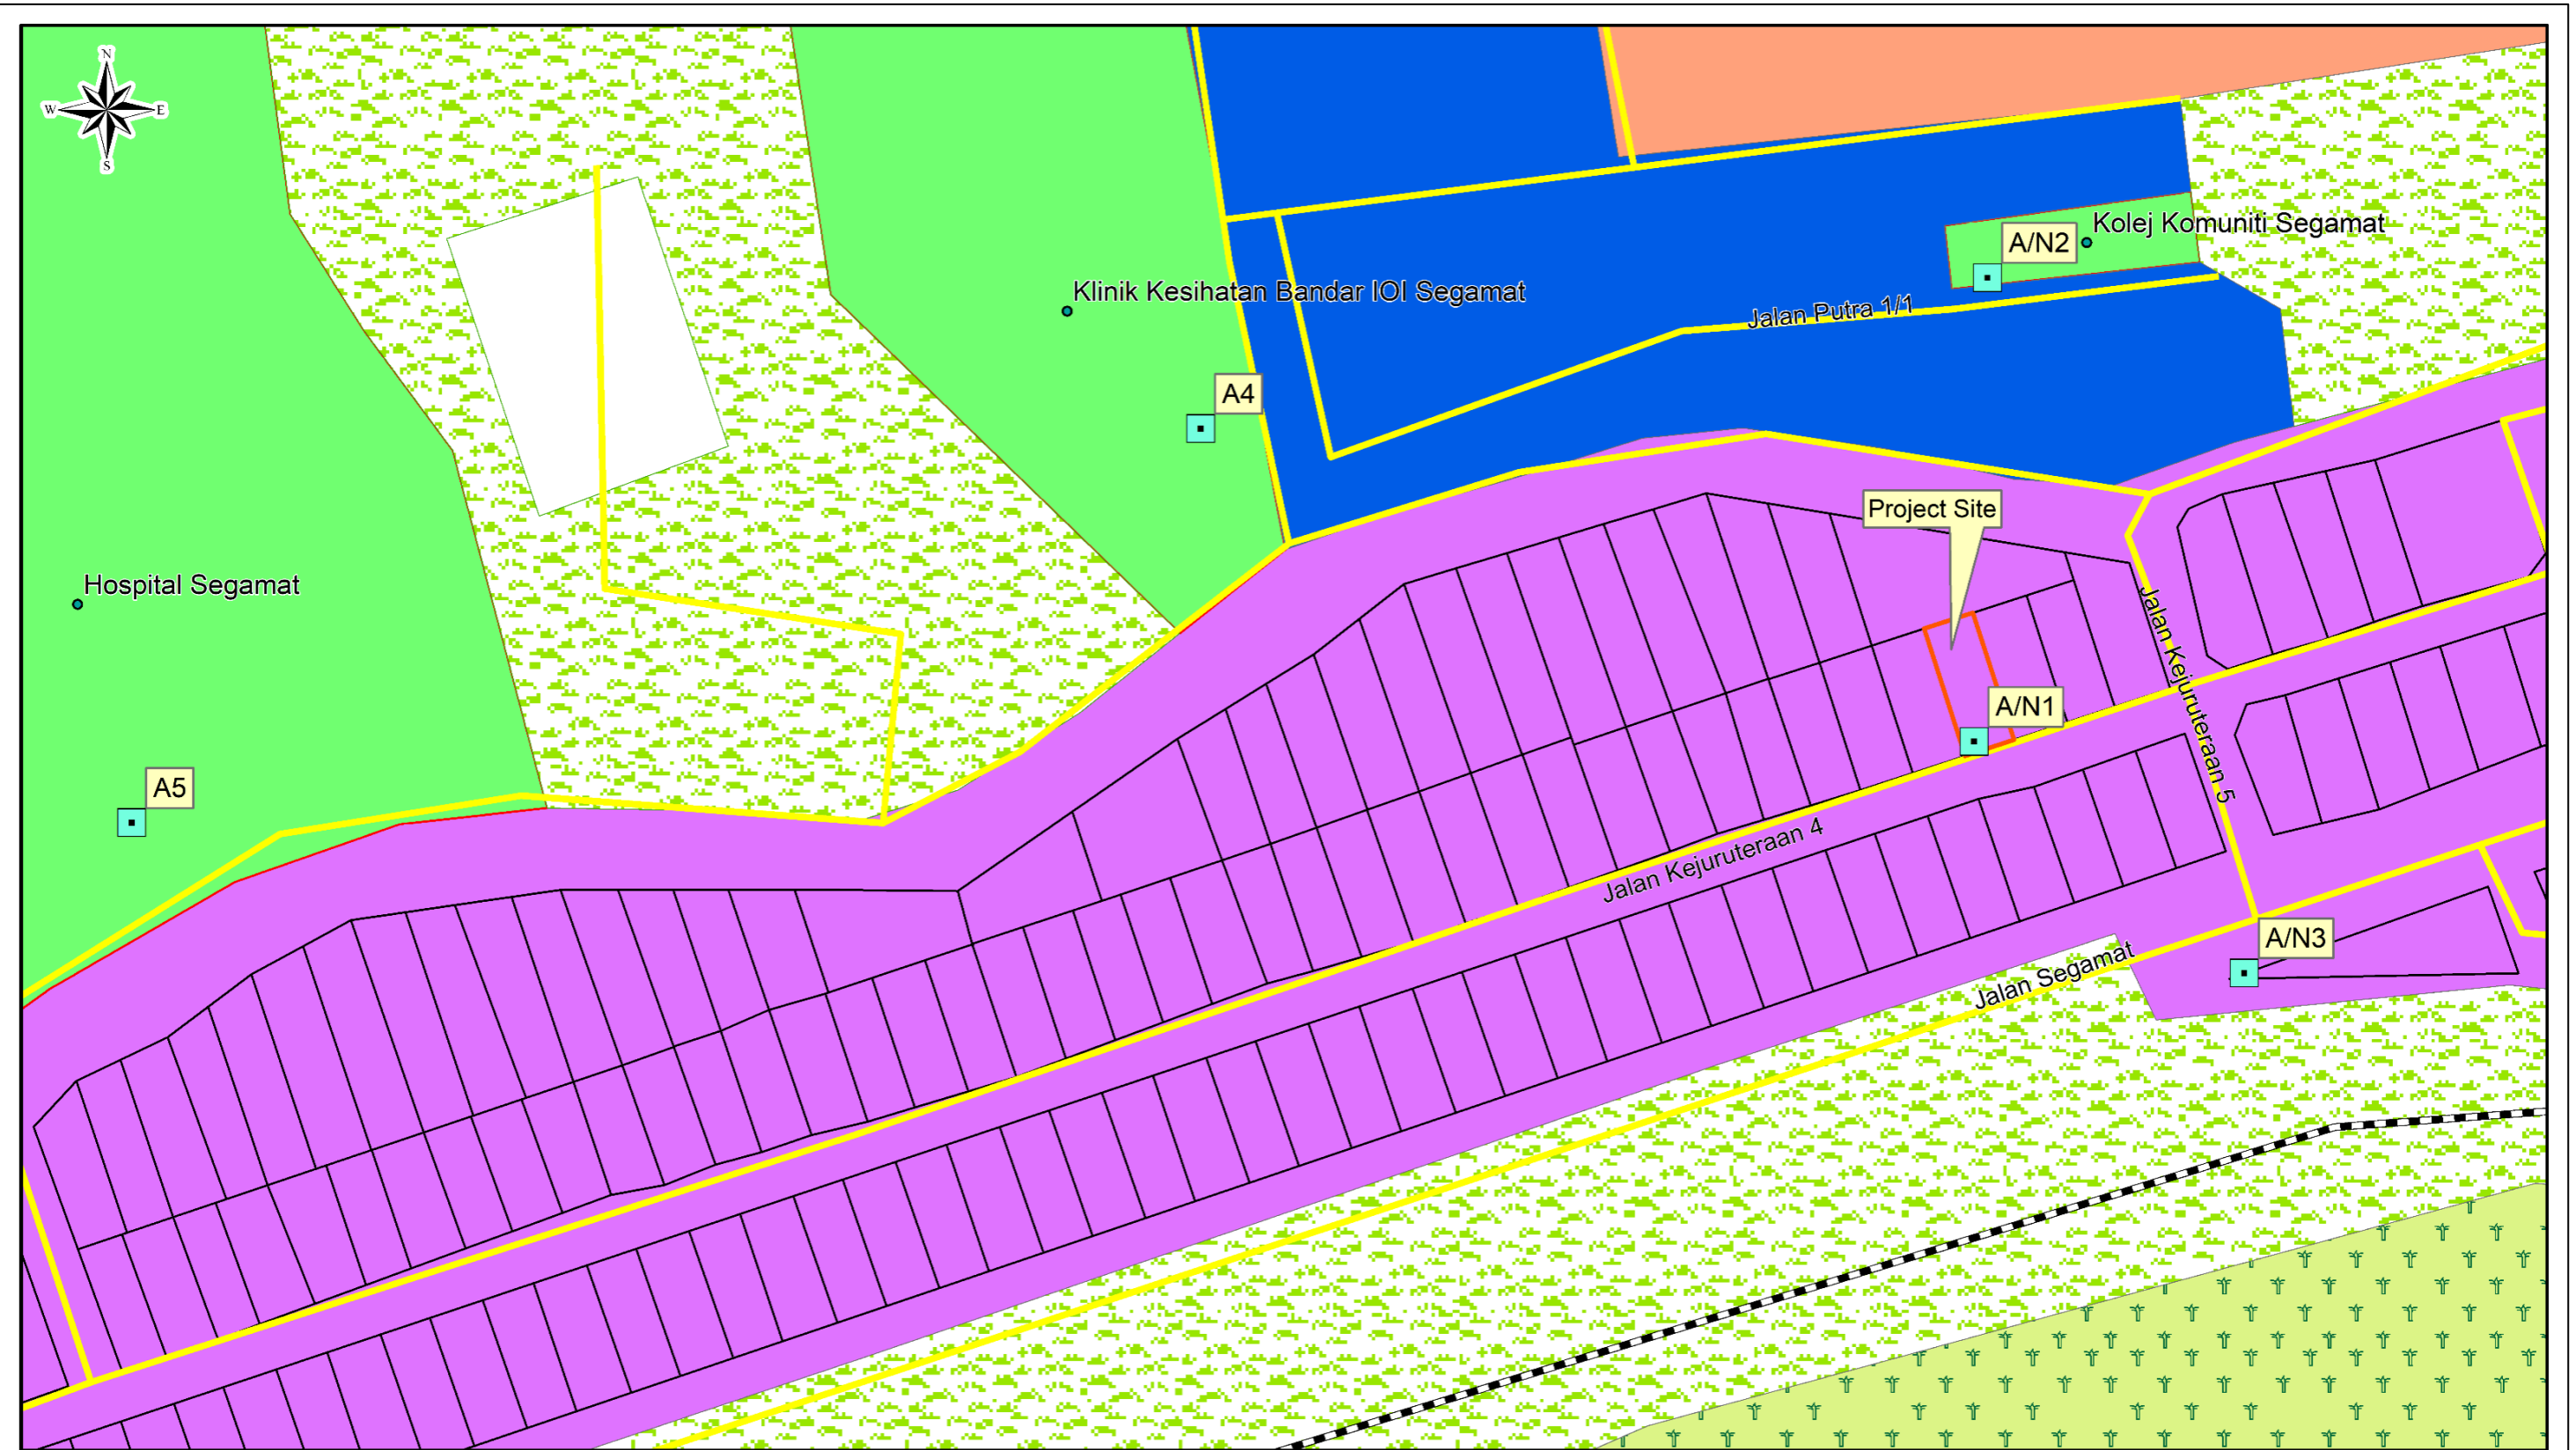 N
W
E
S
Kolej Komuniti Segamat
A/N2
Klinik Kesihatan Bandar IOI Segamat
Jalan Putra 1/1
A4
Project Site
Hospital Segamat
Jalan Kejuruteraan 5
A/N1
A5
Jalan Kejuruteraan 4
A/N3
Jalan Segamat